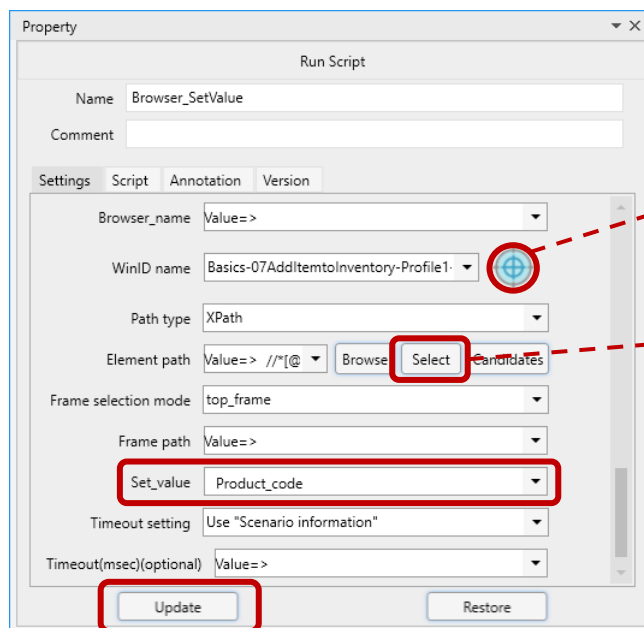 Property
Run Script
Name Browser_SetValue
Comment
Settings Script Annotation Version
Browser_name Value=>
WinID name Basics-07AddItemtoInventory-Profile1-
Path type XPath
Element path Value=> //*[@ Browse Select Candidates
Frame selection mode top_frame
Frame path Value=>
Set_value Product_code
Timeout setting Use "Scenario information"
Timeout(msec)(optional) Value=>
Update Restore